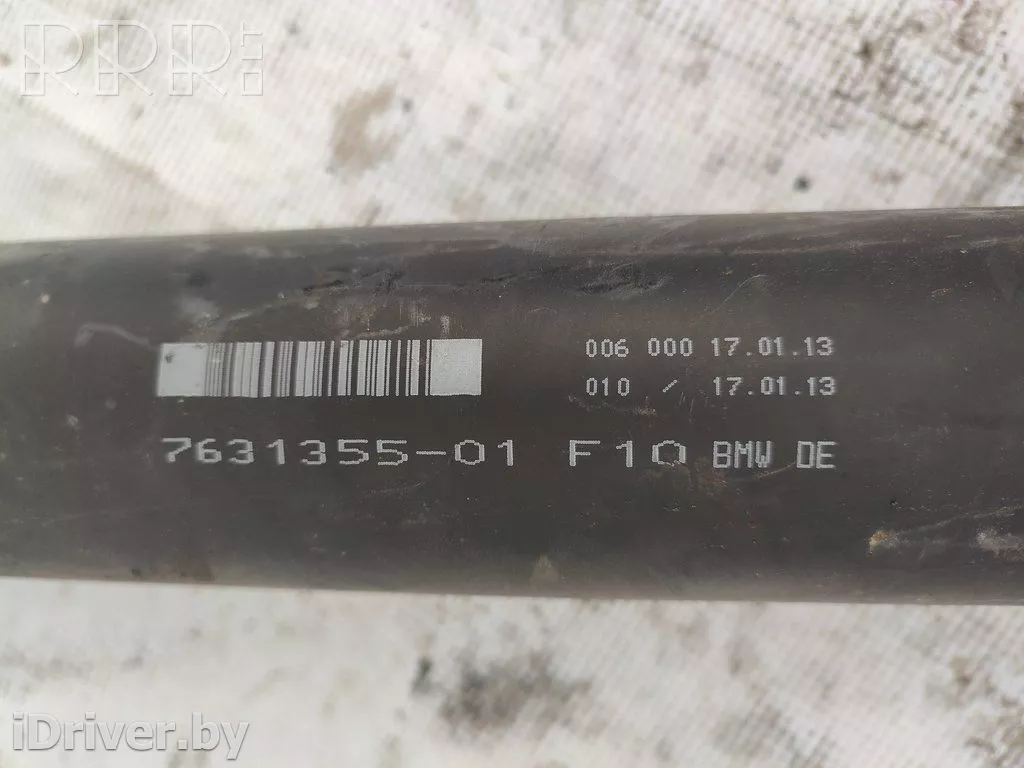 RRR
006 000 17.01.13
010 / 17.01.13
7631355-01 F10 BMW DE
iDriver.by